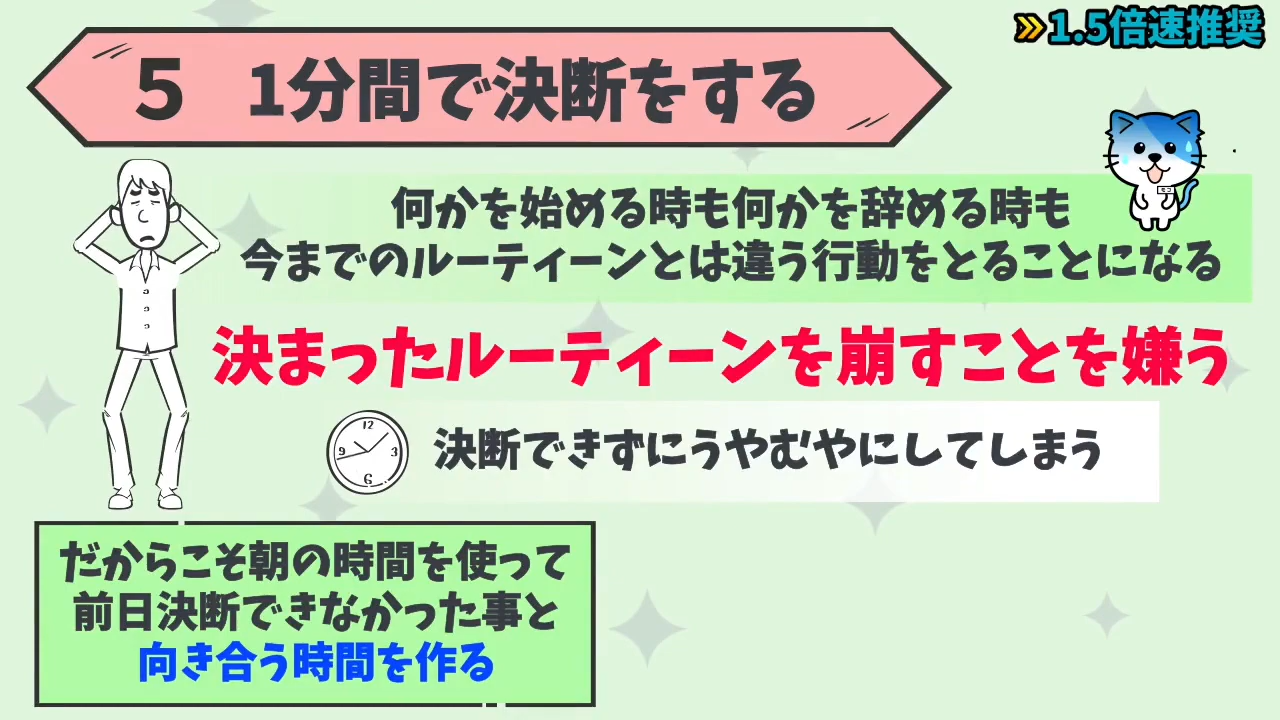 1.5倍速推奨
5 1分間で決断をする
何かを始める時も何かを辞める時も
今までのルーティーンとは違う行動をとることになる
決まったルーティーンを崩すことを嫌う
12
9 3
6
決断できずにうやむやにしてしまう
だからこそ朝の時間を使って
前日決断できなかった事と
向き合う時間を作る